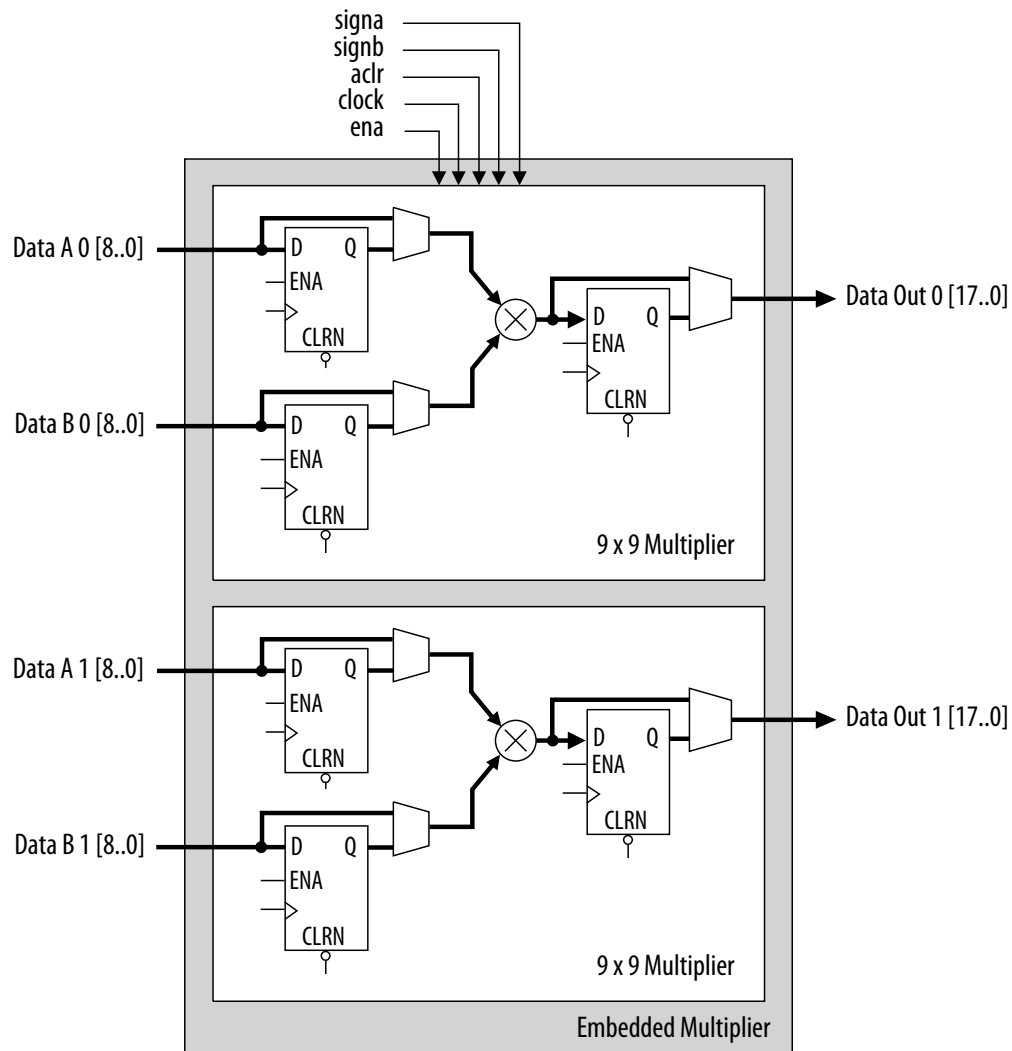 signa
signb
aclr
clock
ena
Data A 0 [8..0]
D Q
ENA
CLRN
Data B 0 [8..0]
D Q
ENA
CLRN
D Q
ENA
CLRN
Data Out 0 [17..0]
9 x 9 Multiplier
Data A 1 [8..0]
D Q
ENA
CLRN
Data B 1 [8..0]
D Q
ENA
CLRN
D Q
ENA
CLRN
Data Out 1 [17..0]
9 x 9 Multiplier
Embedded Multiplier